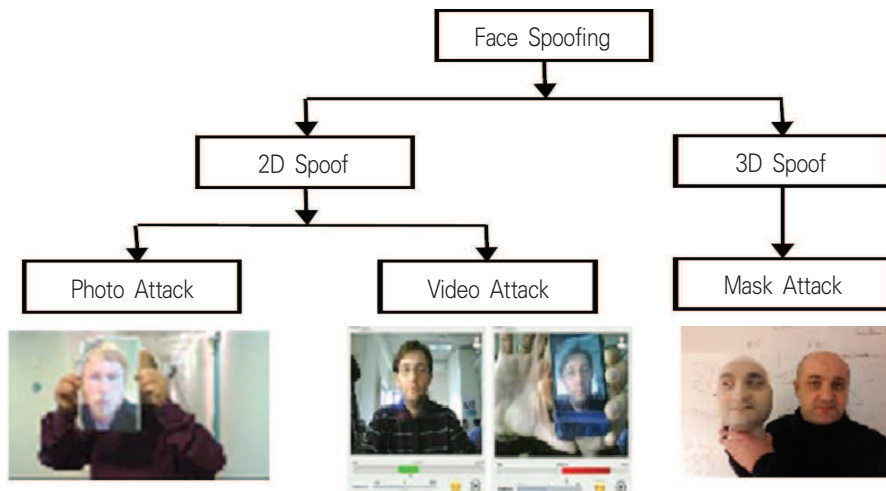 Face Spoofing
2D Spoof
3D Spoof
Photo Attack
Video Attack
Mask Attack